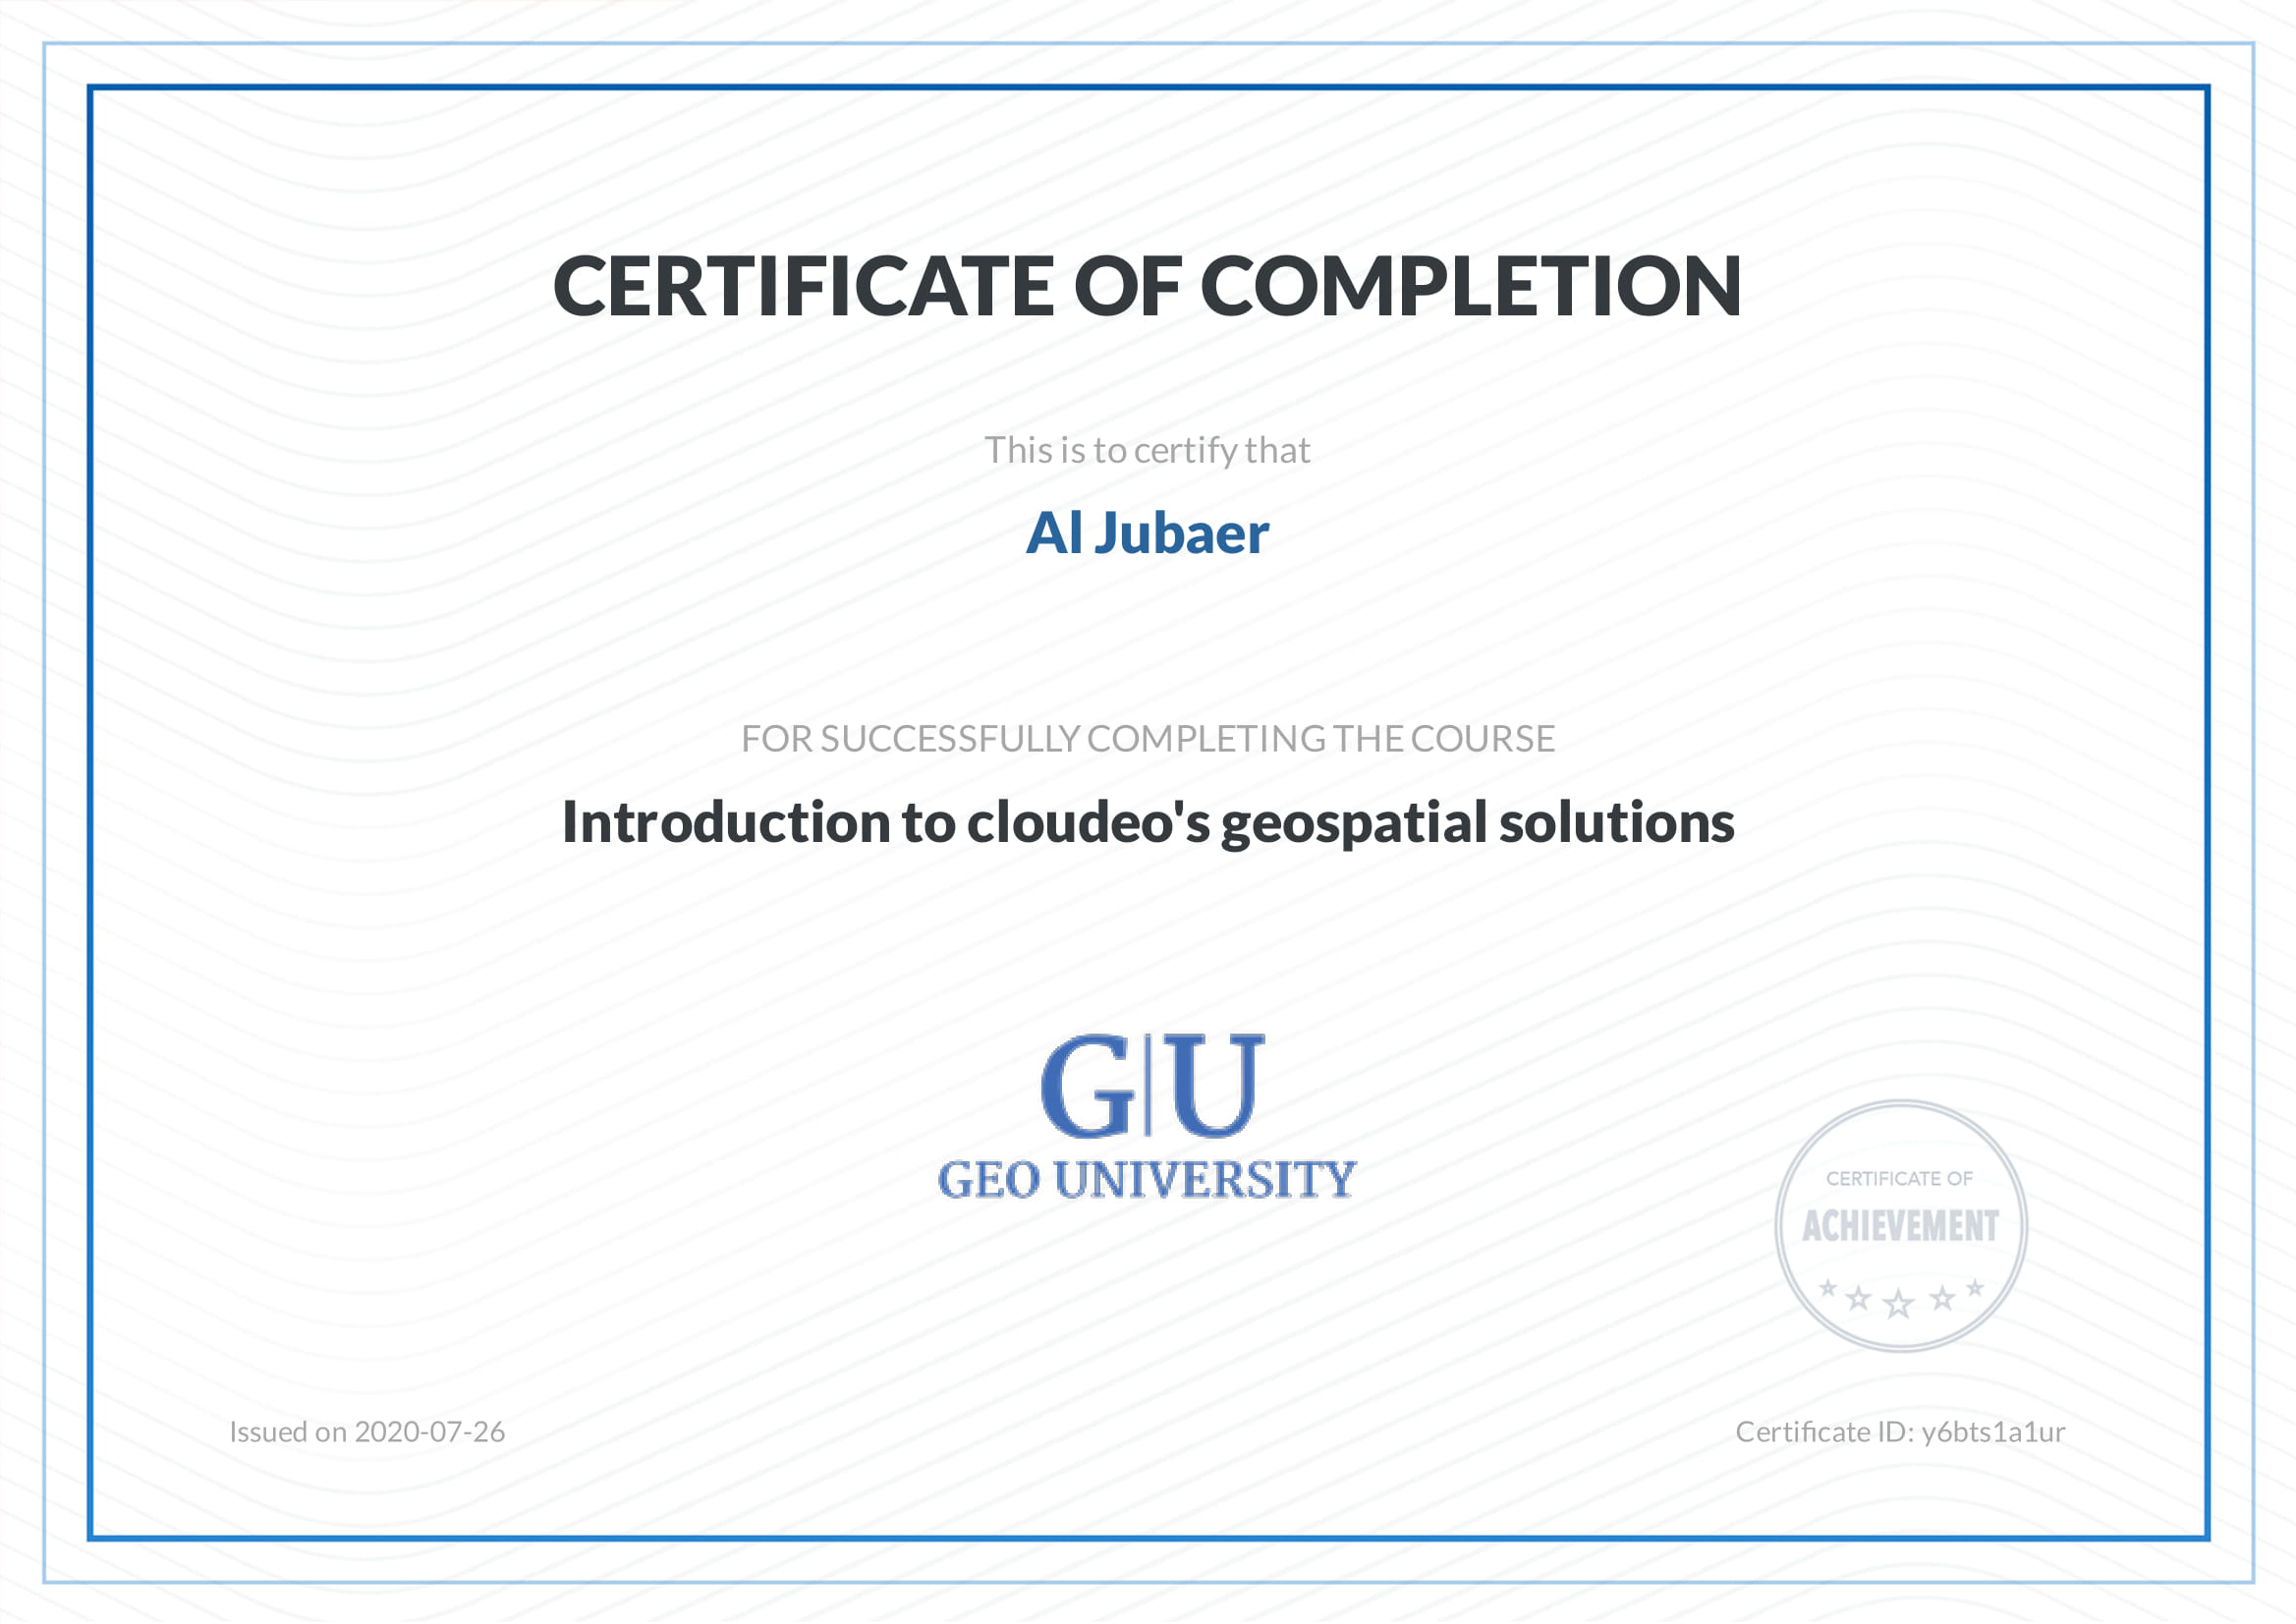 CERTIFICATE OF COMPLETION
This is to certify that
Al Jubaer
FOR SUCCESSFULLY COMPLETING THE COURSE
Introduction to cloudeo's geospatial solutions
G|U
GEO UNIVERSITY
CERTIFICATE OF
ACHIEVEMENT
Issued on 2020-07-26
Certificate ID: y6bts1a1ur